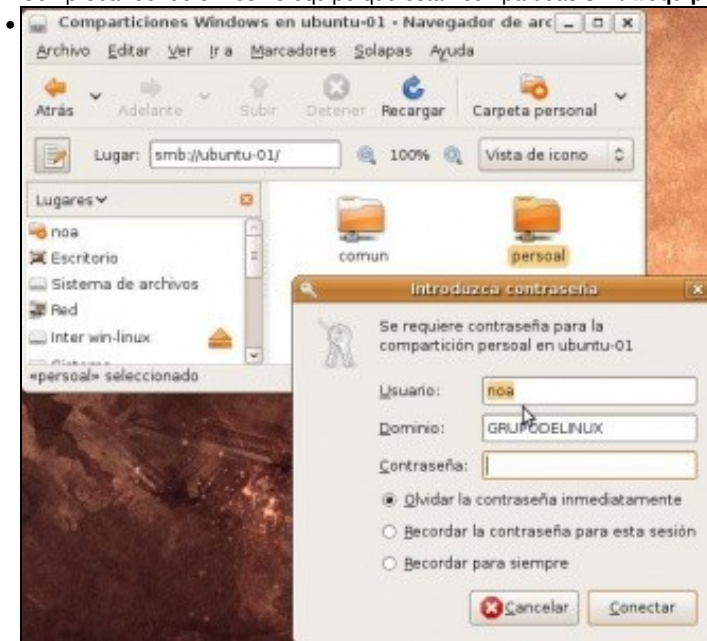 Comparticiones Windows en ubuntu-01 - Navegador de arc
Archivo Editar Ver Ir a Marcadores Solapas Ayuda
Atrás Adelante Subir Detener Recargar Carpeta personal
Lugar: smb://ubuntu-01/ 100% Vista de icono
Lugares
noa
Escritorio
Sistema de archivos
Red
Inter win-linux
comun
persoal
«persoal» seleccionado
Introduzca contraseña
Se requiere contraseña para la
compartición persoal en ubuntu-01
Usuario: noa
Dominio: GRUPODELINUX
Contraseña:
Olvidar la contraseña inmediatamente
Recordar la contraseña para esta sesión
Recordar para siempre
Cancelar Conectar